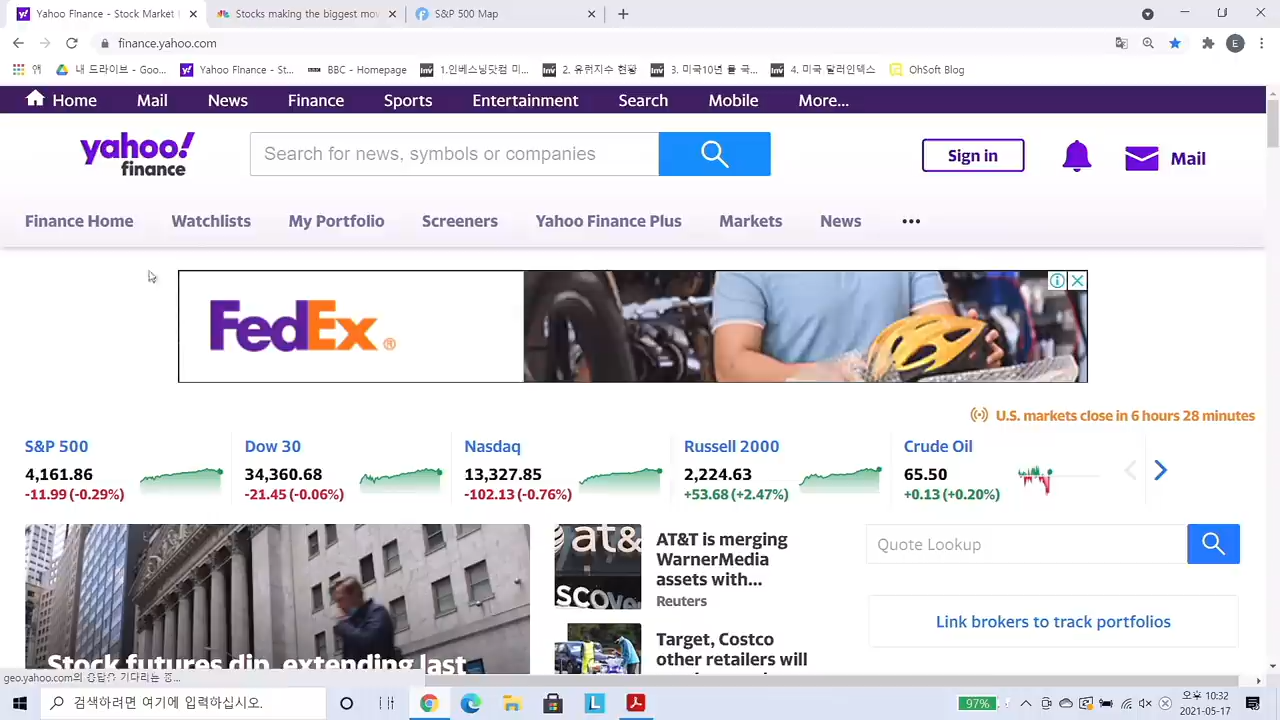 Yahoo Finance - Stock Market
Stocks making the biggest mo
S&P 500 Map
finance.yahoo.com
E
앱
내 드라이브 - Goo...
Yahoo Finance - St...
BBC - Homepage
1.인베스닝닷컴 미...
2. 유럽지수 현황
3. 미국10년 물 국...
4. 미국 달러인덱스
OhSoft Blog
Home
Mail
News
Finance
Sports
Entertainment
Search
Mobile
More...
yahoo!
finance
Search for news, symbols or companies
Sign in
Mail
Finance Home
Watchlists
My Portfolio
Screeners
Yahoo Finance Plus
Markets
News
FedEx®
U.S. markets close in 6 hours 28 minutes
S&P 500
4,161.86
-11.99 (-0.29%)
Dow 30
34,360.68
-21.45 (-0.06%)
Nasdaq
13,327.85
-102.13 (-0.76%)
Russell 2000
2,224.63
+53.68 (+2.47%)
Crude Oil
65.50
+0.13 (+0.20%)
Stock futures dip, extending last
at&
AT&T is merging
WarnerMedia
assets with...
Reuters
Target, Costco
other retailers will
Quote Lookup
Link brokers to track portfolios
geo.yahoo.com의 응답을 기다리는 중...
검색하려면 여기에 입력하십시오.
97%
오후 10:32
2021-05-17